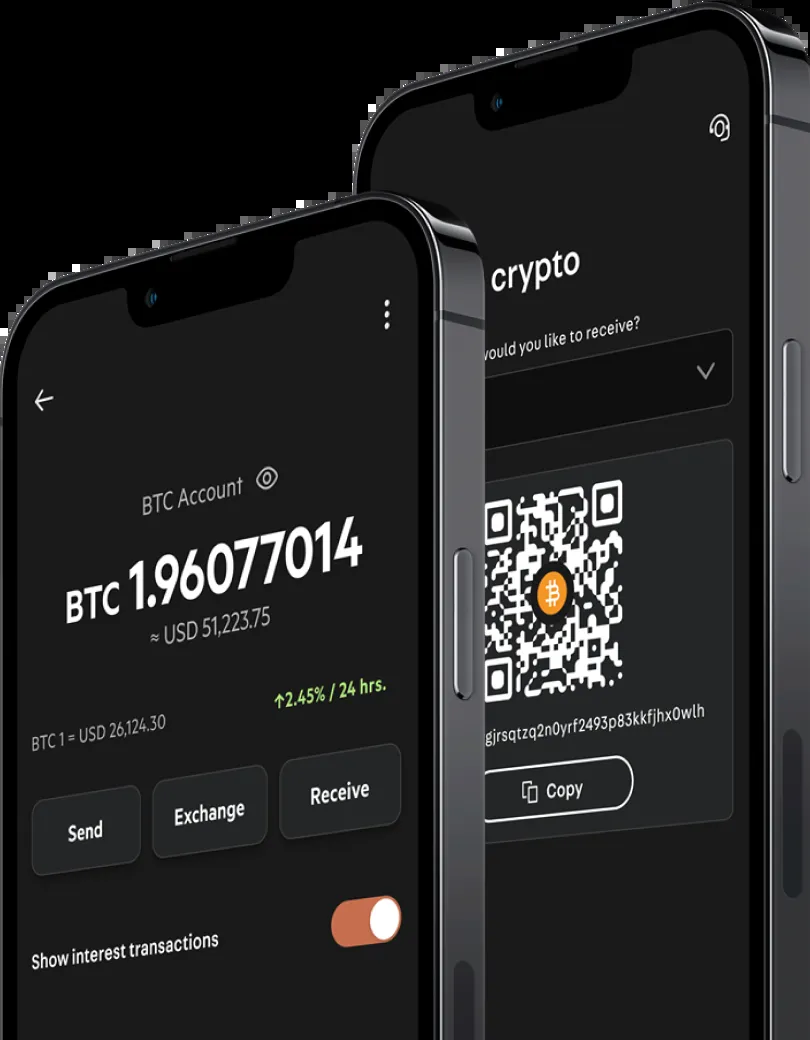 BTC Account
BTC 1.96077014
≈ USD 51,223.75
↑2.45% / 24 hrs.
BTC 1 = USD 26,124.30
Send
Exchange
Receive
Show interest transactions
crypto
would you like to receive?
gjrsqtzq2n0yrf2493p83kkfjhx0wlh
Copy